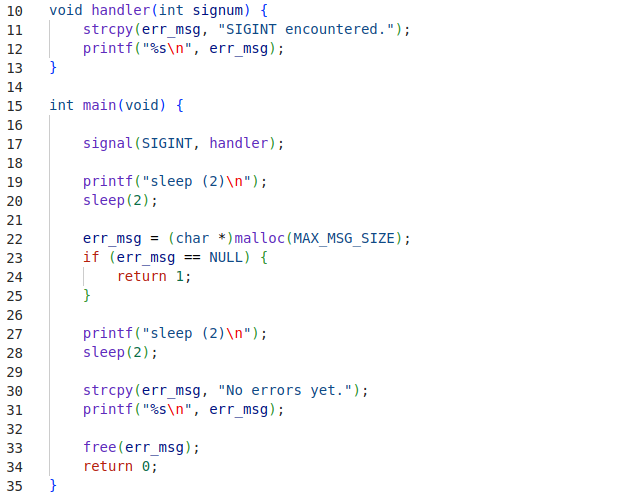 10 void handler(int signum) {
11     strcpy(err_msg, "SIGINT encountered.");
12     printf("%s\n", err_msg);
13 }
14
15 int main(void) {
16
17     signal(SIGINT, handler);
18
19     printf("sleep (2)\n");
20     sleep(2);
21
22     err_msg = (char *)malloc(MAX_MSG_SIZE);
23     if (err_msg == NULL) {
24         return 1;
25     }
26
27     printf("sleep (2)\n");
28     sleep(2);
29
30     strcpy(err_msg, "No errors yet.");
31     printf("%s\n", err_msg);
32
33     free(err_msg);
34     return 0;
35 }